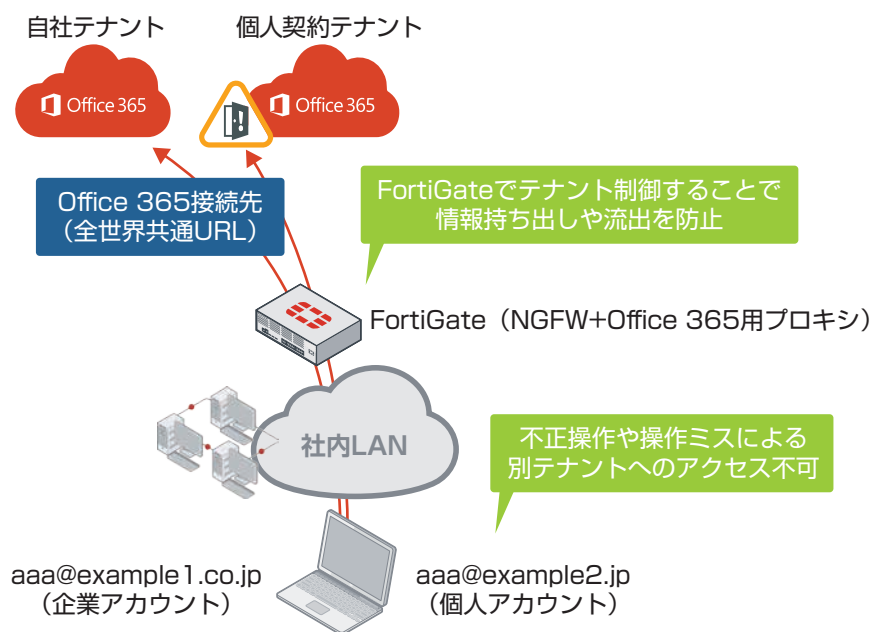 自社テナント
個人契約テナント
Office 365
Office 365
Office 365接続先
（全世界共通URL）
FortiGateでテナント制御することで
情報持ち出しや流出を防止
FortiGate（NGFW+Office 365用プロキシ）
社内LAN
不正操作や操作ミスによる
別テナントへのアクセス不可
aaa@example1.co.jp
（企業アカウント）
aaa@example2.jp
（個人アカウント）